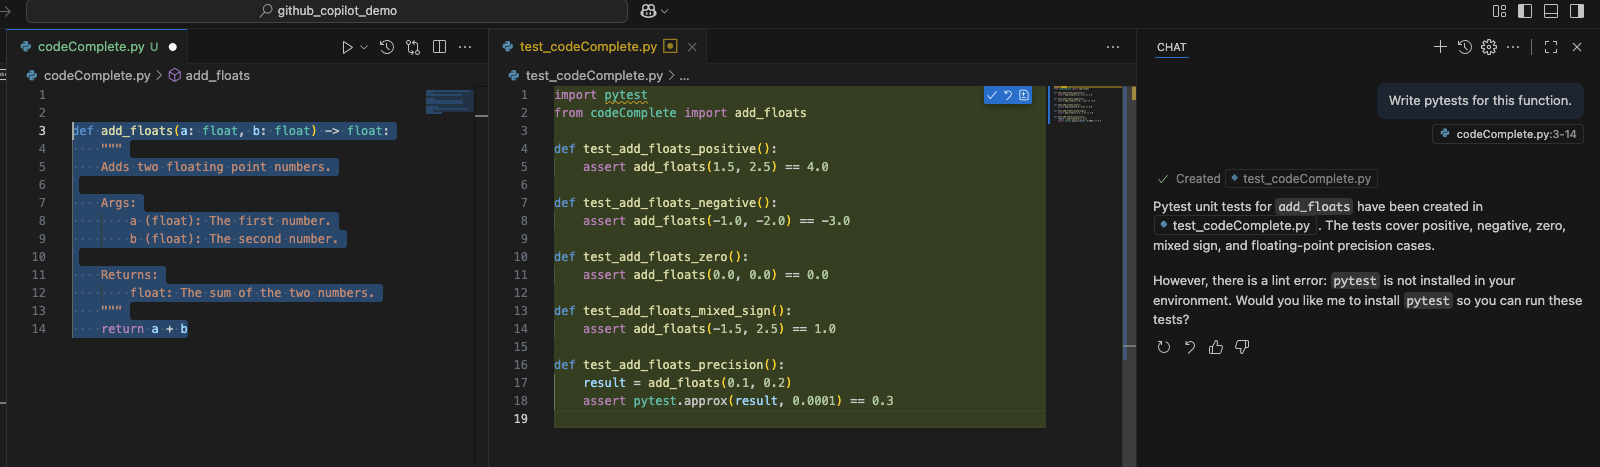 github_copilot_demo
codeComplete.py U
codeComplete.py > add_floats
1
2
3 def add_floats(a: float, b: float) -> float:
4 """
5 Adds two floating point numbers.
6
7 Args:
8 a (float): The first number.
9 b (float): The second number.
10
11 Returns:
12 float: The sum of the two numbers.
13 """
14 return a + b
test_codeComplete.py
test_codeComplete.py > ...
1 import pytest
2 from codeComplete import add_floats
3
4 def test_add_floats_positive():
5 assert add_floats(1.5, 2.5) == 4.0
6
7 def test_add_floats_negative():
8 assert add_floats(-1.0, -2.0) == -3.0
9
10 def test_add_floats_zero():
11 assert add_floats(0.0, 0.0) == 0.0
12
13 def test_add_floats_mixed_sign():
14 assert add_floats(-1.5, 2.5) == 1.0
15
16 def test_add_floats_precision():
17 result = add_floats(0.1, 0.2)
18 assert pytest.approx(result, 0.0001) == 0.3
19
CHAT
Write pytests for this function.
codeComplete.py:3-14
Created test_codeComplete.py
Pytest unit tests for add_floats have been created in
test_codeComplete.py . The tests cover positive, negative, zero,
mixed sign, and floating-point precision cases.
However, there is a lint error: pytest is not installed in your
environment. Would you like me to install pytest so you can run these
tests?